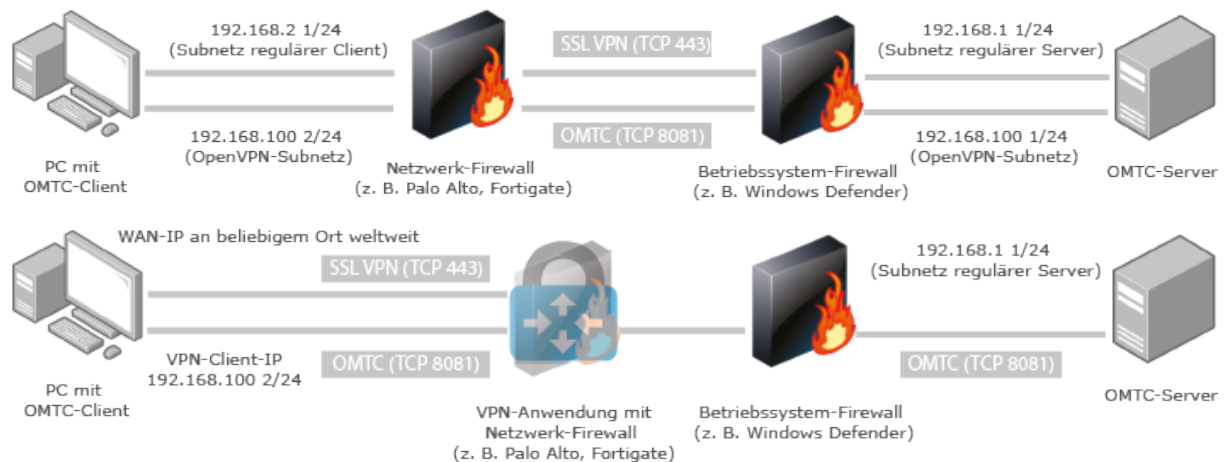 192.168.2 1/24
(Subnetz regulärer Client)
SSL VPN (TCP 443)
192.168.1 1/24
(Subnetz regulärer Server)
192.168.100 2/24
(OpenVPN-Subnetz)
OMTC (TCP 8081)
192.168.100 1/24
(OpenVPN-Subnetz)
PC mit
OMTC-Client
Netzwerk-Firewall
(z. B. Palo Alto, Fortigate)
Betriebssystem-Firewall
(z. B. Windows Defender)
OMTC-Server
WAN-IP an beliebigem Ort weltweit
SSL VPN (TCP 443)
192.168.1 1/24
(Subnetz regulärer Server)
VPN-Client-IP
192.168.100 2/24
OMTC (TCP 8081)
OMTC (TCP 8081)
PC mit
OMTC-Client
VPN-Anwendung mit
Netzwerk-Firewall
(z. B. Palo Alto, Fortigate)
Betriebssystem-Firewall
(z. B. Windows Defender)
OMTC-Server